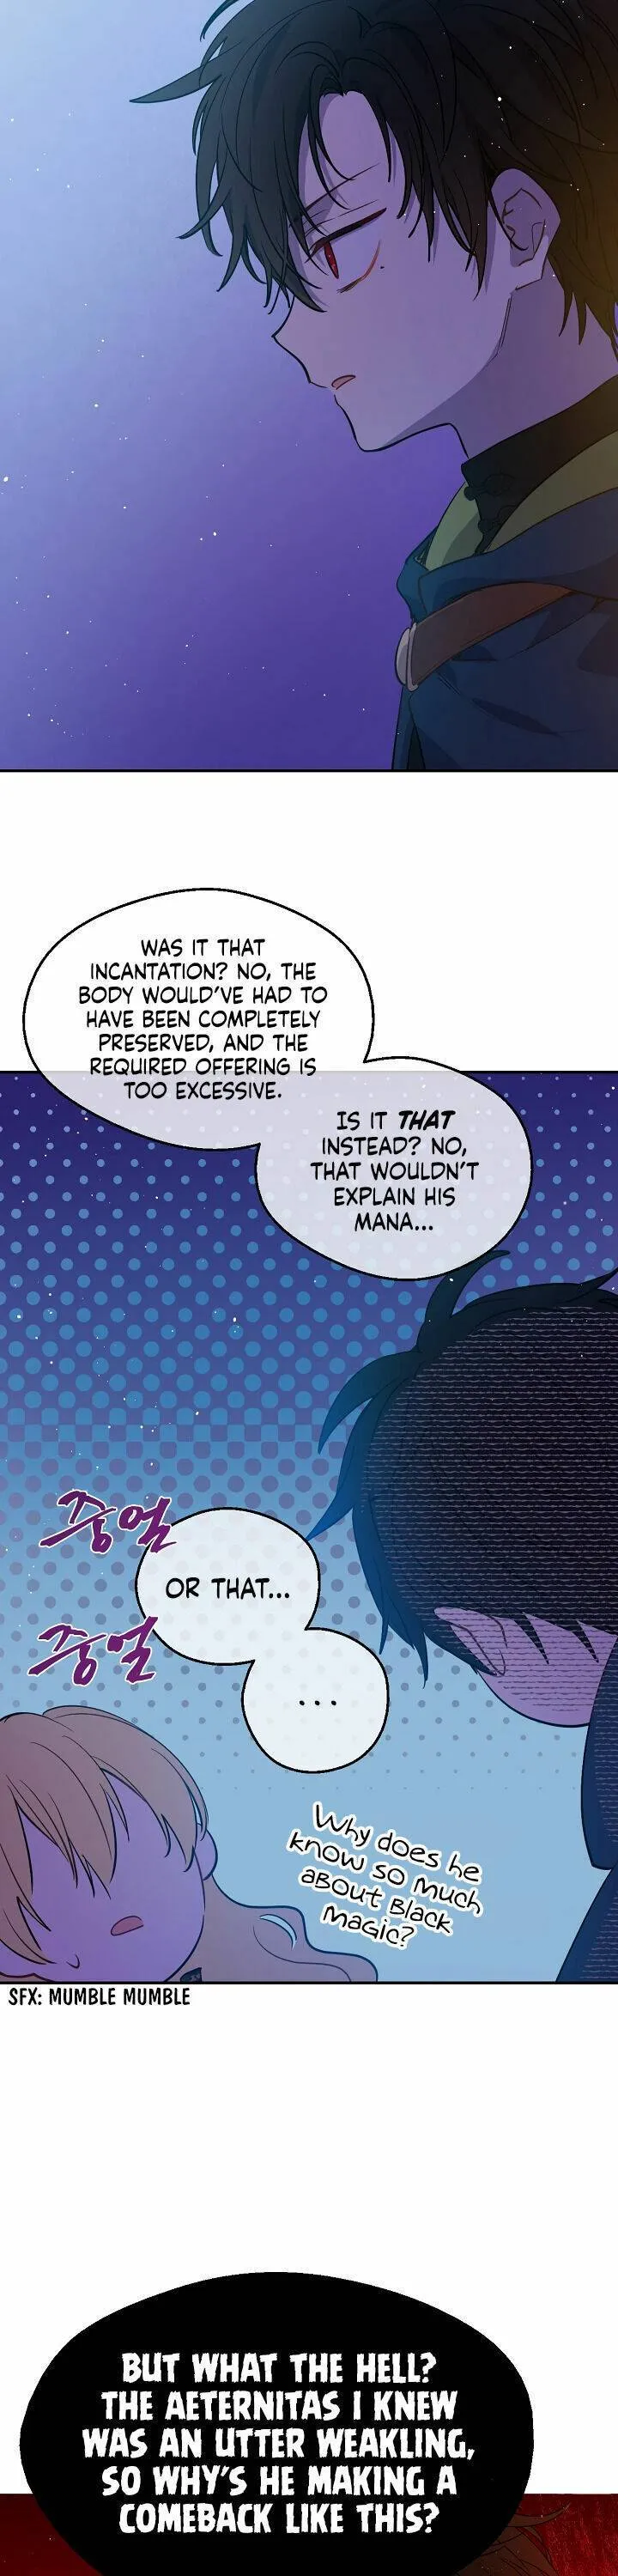 WAS IT THAT
INCANTATION? NO, THE
BODY WOULD'VE HAD TO
HAVE BEEN COMPLETELY
PRESERVED, AND THE
REQUIRED OFFERING IS
TOO EXCESSIVE.
IS IT THAT
INSTEAD? NO,
THAT WOULDN'T
EXPLAIN HIS
MANA...
중얼
OR THAT...
중얼
...
Why does he
know so much
about Black
magic?
SFX: MUMBLE MUMBLE
BUT WHAT THE HELL?
THE AETERNITAS I KNEW
WAS AN UTTER WEAKLING,
SO WHY'S HE MAKING A
COMEBACK LIKE THIS?